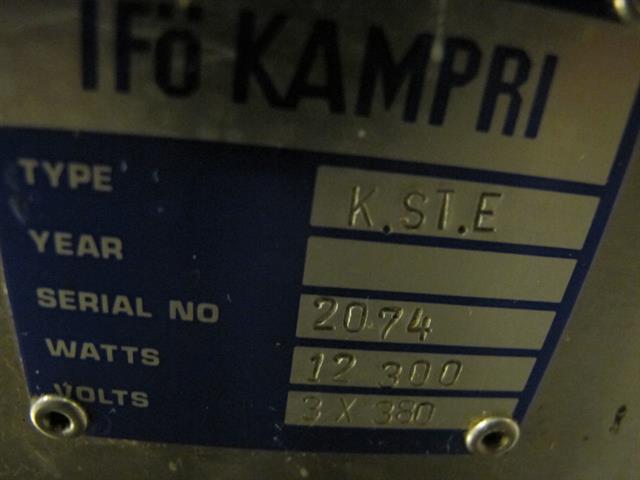 IFÖ KAMPRI
TYPE K.ST.E
YEAR
SERIAL NO 2074
WATTS 12 300
VOLTS 3 X 380